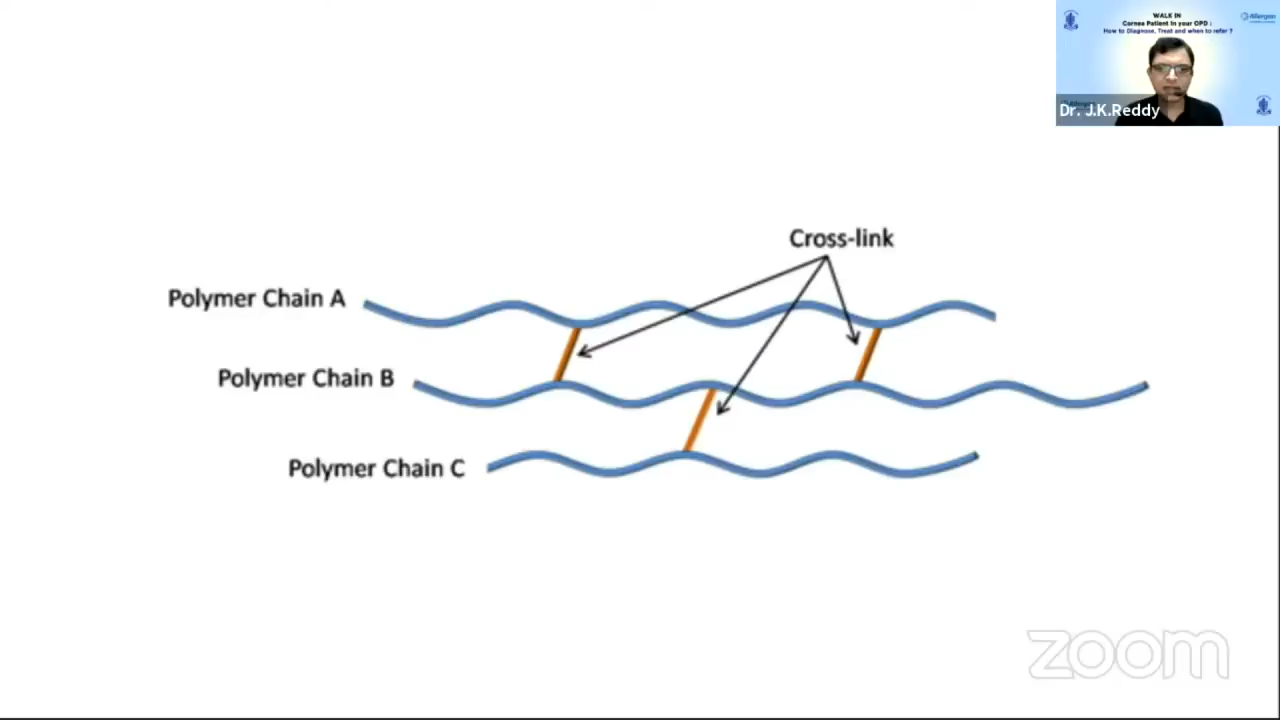 WALK IN
Cornea Patient in your OPD :
How to Diagnose, Treat and when to refer ?
Allergan
Dr. J.K.Reddy
Cross-link
Polymer Chain A
Polymer Chain B
Polymer Chain C
zoom